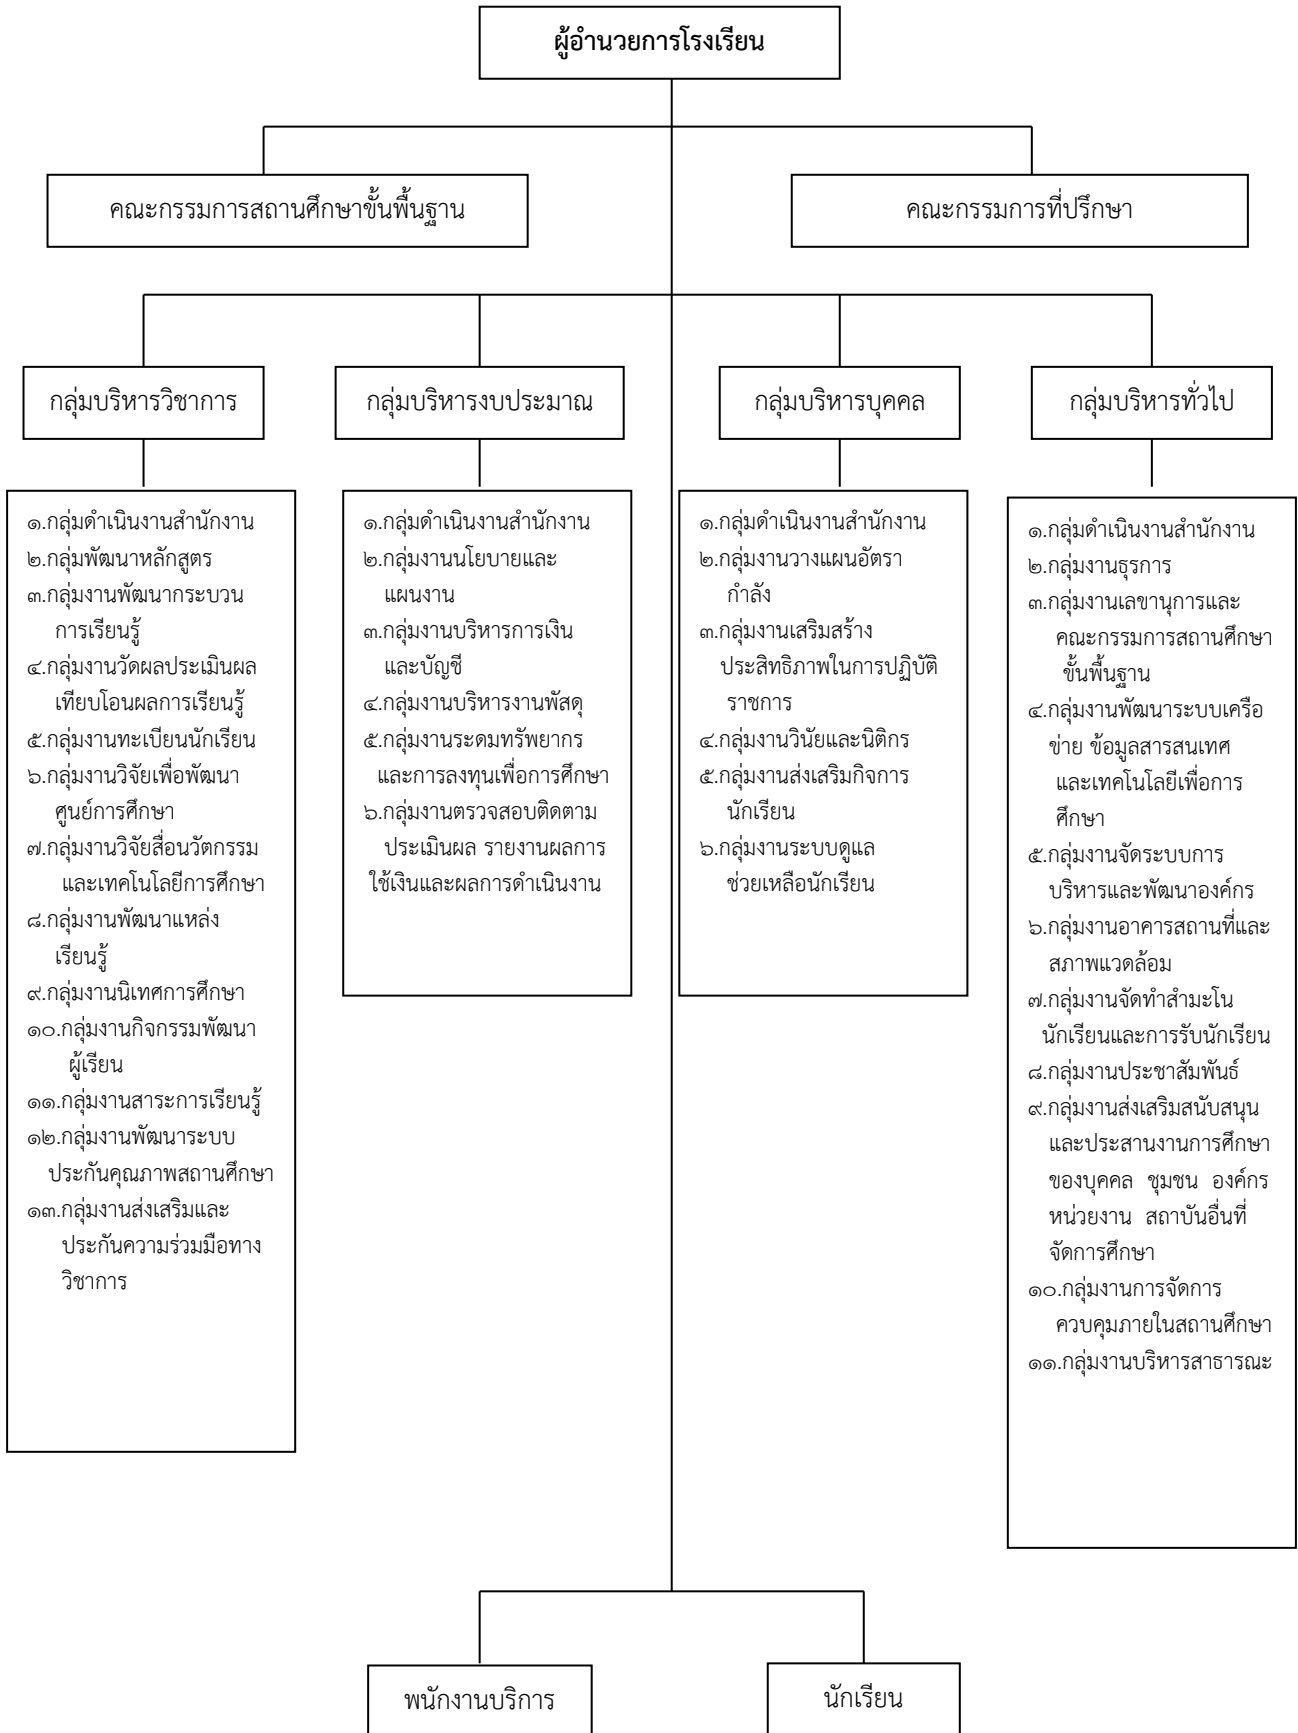 ผู้อำนวยการโรงเรียน
คณะกรรมการสถานศึกษาขั้นพื้นฐาน
คณะกรรมการที่ปรึกษา
กลุ่มบริหารวิชาการ
กลุ่มบริหารงบประมาณ
กลุ่มบริหารบุคคล
กลุ่มบริหารทั่วไป
๑.กลุ่มดำเนินงานสำนักงาน
๒.กลุ่มพัฒนาหลักสูตร
๓.กลุ่มงานพัฒนากระบวน
การเรียนรู้
๔.กลุ่มงานวัดผลประเมินผล
เทียบโอนผลการเรียนรู้
๕.กลุ่มงานทะเบียนนักเรียน
๖.กลุ่มงานวิจัยเพื่อพัฒนา
ศูนย์การศึกษา
๗.กลุ่มงานวิจัยสื่อนวัตกรรม
และเทคโนโลยีการศึกษา
๘.กลุ่มงานพัฒนาแหล่ง
เรียนรู้
๙.กลุ่มงานนิเทศการศึกษา
๑๐.กลุ่มงานกิจกรรมพัฒนา
ผู้เรียน
๑๑.กลุ่มงานสาระการเรียนรู้
๑๒.กลุ่มงานพัฒนาระบบ
ประกันคุณภาพสถานศึกษา
๑๓.กลุ่มงานส่งเสริมและ
ประกันความร่วมมือทาง
วิชาการ
๑.กลุ่มดำเนินงานสำนักงาน
๒.กลุ่มงานนโยบายและ
แผนงาน
๓.กลุ่มงานบริหารการเงิน
และบัญชี
๔.กลุ่มงานบริหารงานพัสดุ
๕.กลุ่มงานระดมทรัพยากร
และการลงทุนเพื่อการศึกษา
๖.กลุ่มงานตรวจสอบติดตาม
ประเมินผล รายงานผลการ
ใช้เงินและผลการดำเนินงาน
๑.กลุ่มดำเนินงานสำนักงาน
๒.กลุ่มงานวางแผนอัตรา
กำลัง
๓.กลุ่มงานเสริมสร้าง
ประสิทธิภาพในการปฏิบัติ
ราชการ
๔.กลุ่มงานวินัยและนิติกร
๕.กลุ่มงานส่งเสริมกิจการ
นักเรียน
๖.กลุ่มงานระบบดูแล
ช่วยเหลือนักเรียน
๑.กลุ่มดำเนินงานสำนักงาน
๒.กลุ่มงานธุรการ
๓.กลุ่มงานเลขานุการและ
คณะกรรมการสถานศึกษา
ขั้นพื้นฐาน
๔.กลุ่มงานพัฒนาระบบเครือ
ข่าย ข้อมูลสารสนเทศ
และเทคโนโลยีเพื่อการ
ศึกษา
๕.กลุ่มงานจัดระบบการ
บริหารและพัฒนาองค์กร
๖.กลุ่มงานอาคารสถานที่และ
สภาพแวดล้อม
๗.กลุ่มงานจัดทำสำมะโน
นักเรียนและการรับนักเรียน
๘.กลุ่มงานประชาสัมพันธ์
๙.กลุ่มงานส่งเสริมสนับสนุน
และประสานงานการศึกษา
ของบุคคล ชุมชน องค์กร
หน่วยงาน สถาบันอื่นที่
จัดการศึกษา
๑๐.กลุ่มงานการจัดการ
ควบคุมภายในสถานศึกษา
๑๑.กลุ่มงานบริหารสาธารณะ
พนักงานบริการ
นักเรียน